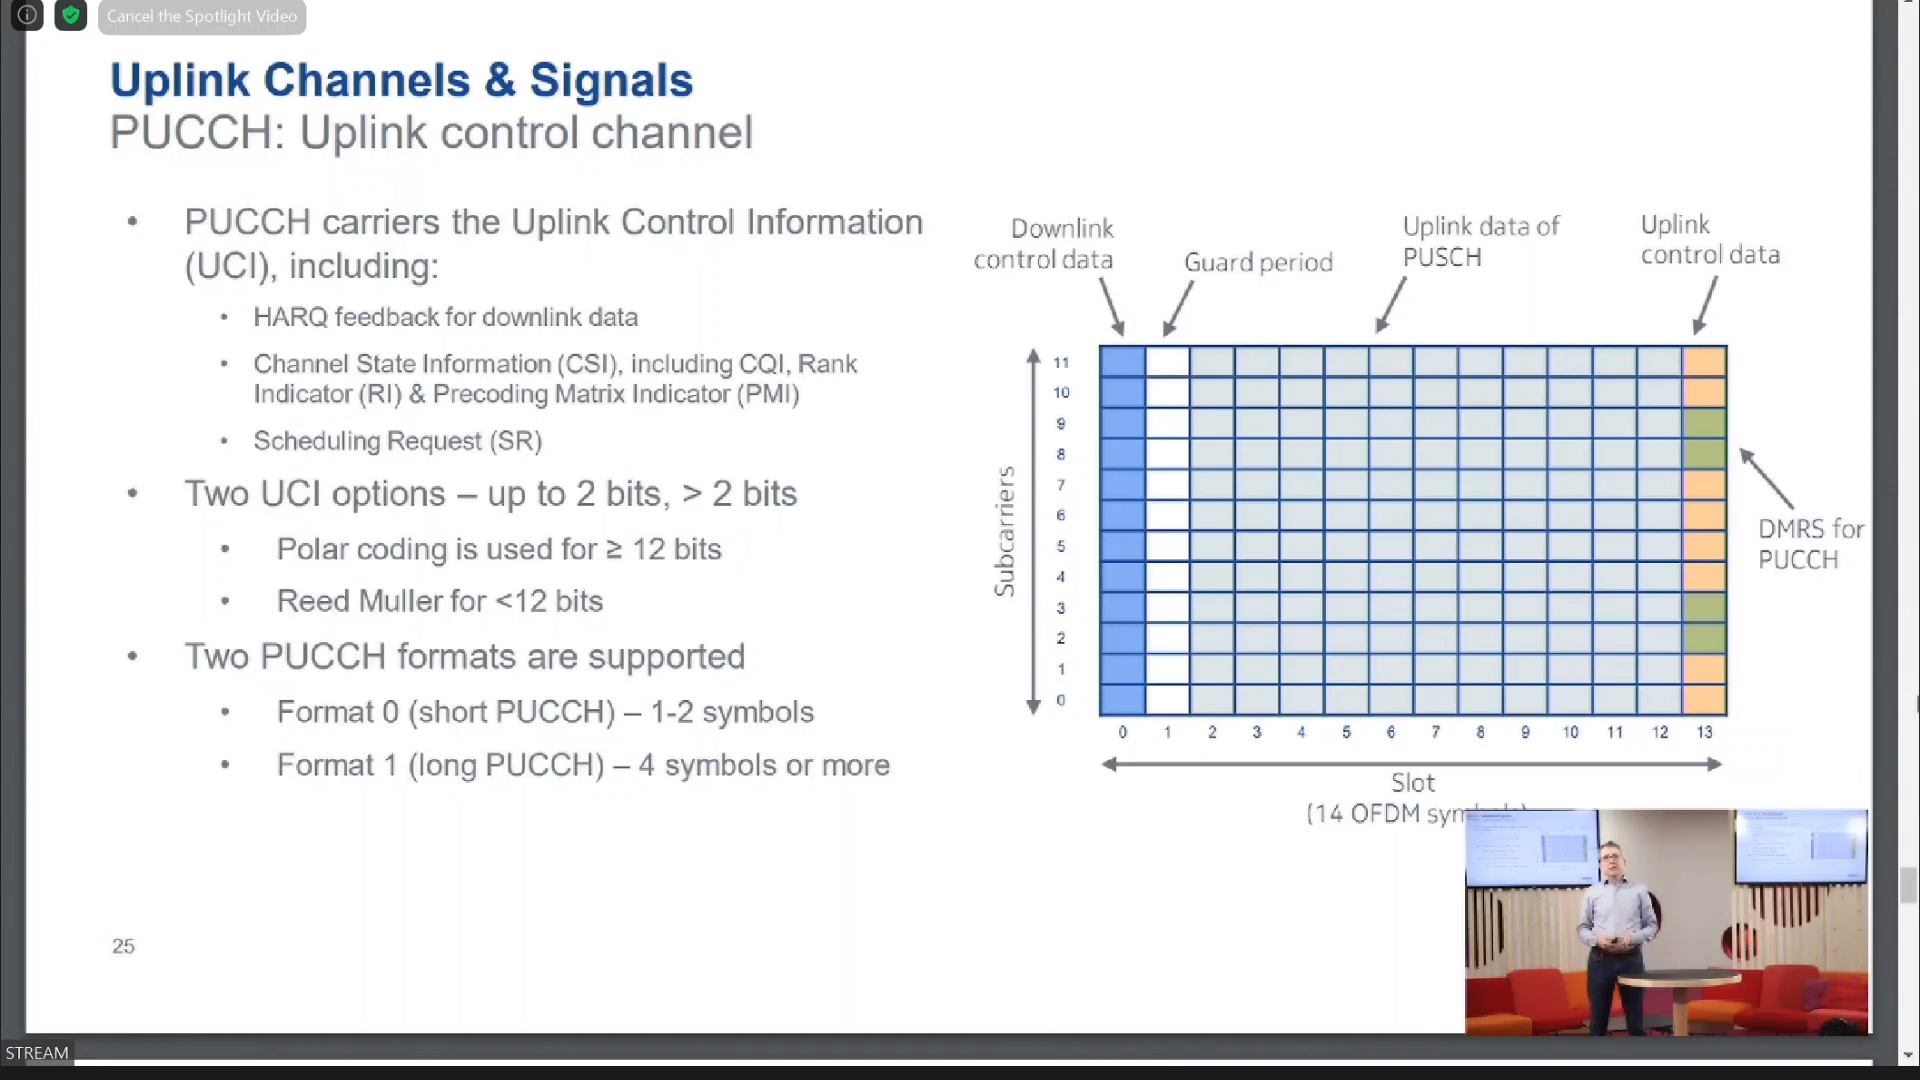 Cancel the Spotlight Video
Uplink Channels & Signals
PUCCH: Uplink control channel
• PUCCH carriers the Uplink Control Information
(UCI), including:
• HARQ feedback for downlink data
• Channel State Information (CSI), including CQI, Rank
Indicator (RI) & Precoding Matrix Indicator (PMI)
• Scheduling Request (SR)
• Two UCI options – up to 2 bits, > 2 bits
• Polar coding is used for ≥ 12 bits
• Reed Muller for <12 bits
• Two PUCCH formats are supported
• Format 0 (short PUCCH) – 1-2 symbols
• Format 1 (long PUCCH) – 4 symbols or more
Downlink
control data
Guard period
Uplink data of
PUSCH
Uplink
control data
Subcarriers
11
10
9
8
7
6
5
4
3
2
1
0
DMRS for
PUCCH
0 1 2 3 4 5 6 7 8 9 10 11 12 13
Slot
(14 OFDM
25
STREAM